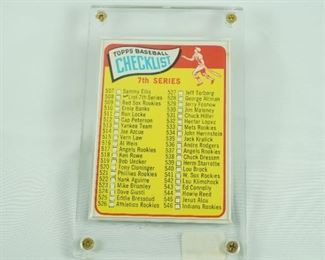 TOPPS BASEBALL
CHECKLIST
7th SERIES
507 Sammy Ellis
508 Hist 7th Series
509 Red Sox Rookies
510 Ernie Banks
511 Ron Locke
512 Cap Peterson
513 Yankee Team
514 Joe Azcue
515 Vern Law
516 Al Weis
517 Angels Rookies
518 Ken Rowe
519 Bob Uecker
520 Tony Cloninger
521 Phillies Rookies
522 Hank Aguirre
523 Mike Brumley
524 Dave Giusti
525 Eddie Bressoud
526 Athletics Rookies
527 Jeff Torborg
528 George Altman
529 Jerry Fosnow
530 Jim Maloney
531 Chuck Hiller
532 Hector Lopez
533 Mets Rookies
534 John Herrnstein
535 Jack Kralick
536 Andre Rodgers
537 Angels Rookies
538 Chuck Dressen
539 Herm Starrette
540 Lou Brock
541 W. Sox Rookies
542 Lou Klimchock
543 Ed Connolly
544 Howie Reed
545 Jesus Alou
546 Indians Rookies